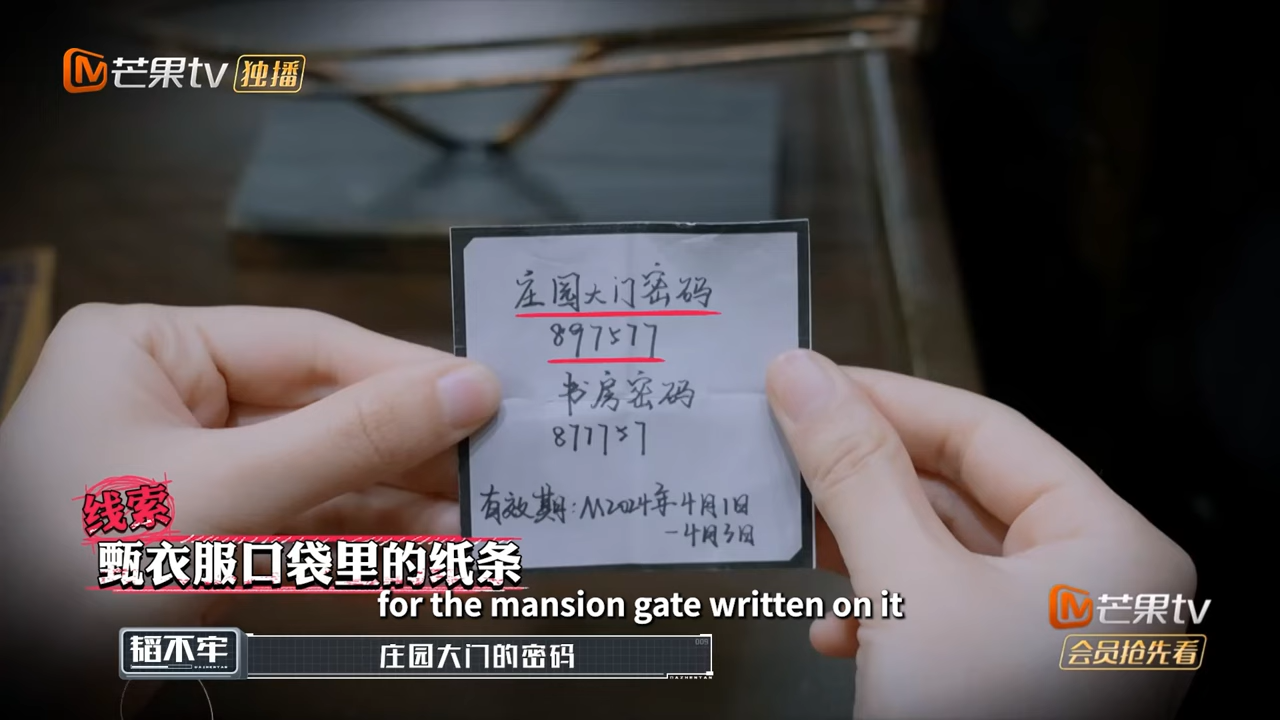 芒果tv 独播
庄园大门密码
897577
书房密码
877757
有效期:M2024年4月1日
-4月3日
线索
甄衣服口袋里的纸条
for the mansion gate written on it
韬不牢
庄园大门的密码
芒果tv
会员抢先看